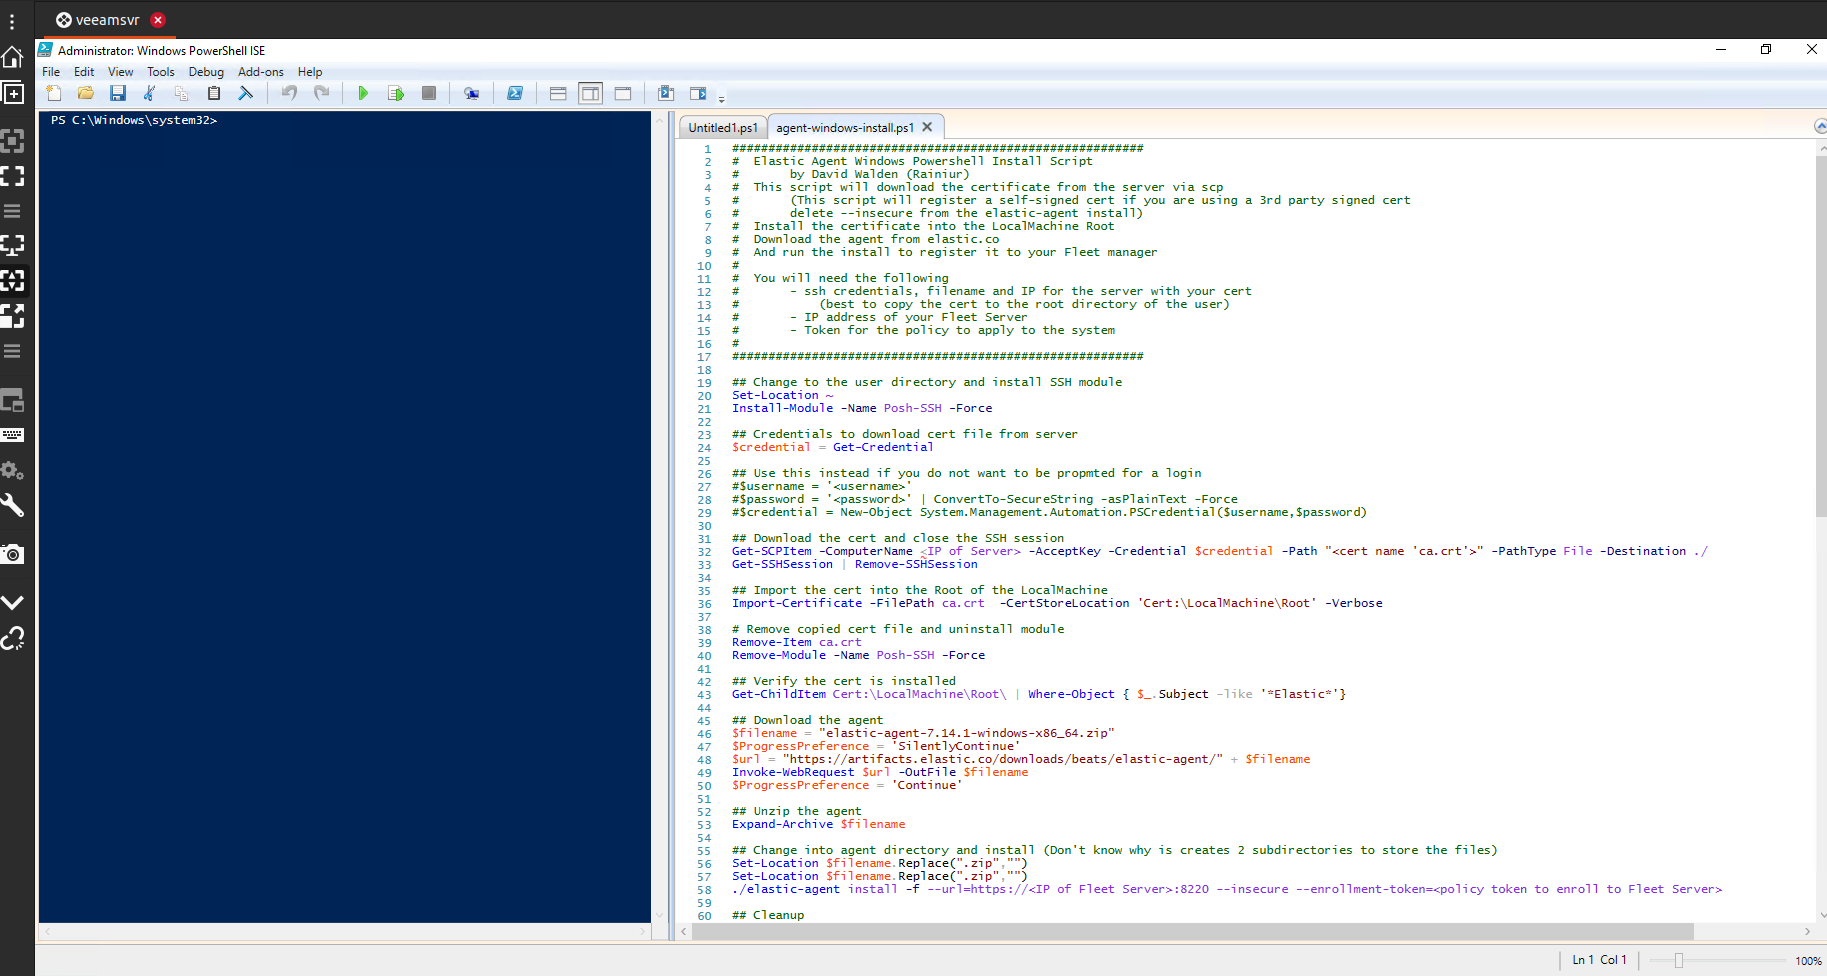 veeamsvr
Administrator: Windows PowerShell ISE
File Edit View Tools Debug Add-ons Help
PS C:\Windows\system32>
Untitled1.ps1 agent-windows-install.ps1
1 #########################################################
2 #  Elastic Agent Windows Powershell Install Script
3 #       by David Walden (Rainiur)
4 #  This script will download the certificate from the server via scp
5 #       (This script will register a self-signed cert if you are using a 3rd party signed cert
6 #       delete --insecure from the elastic-agent install)
7 #  Install the certificate into the LocalMachine Root
8 #  Download the agent from elastic.co
9 #  And run the install to register it to your Fleet manager
10 #
11 #  You will need the following
12 #       - ssh credentials, filename and IP for the server with your cert
13 #           (best to copy the cert to the root directory of the user)
14 #       - IP address of your Fleet Server
15 #       - Token for the policy to apply to the system
16 #
17 #########################################################
18
19 ## Change to the user directory and install SSH module
20 Set-Location ~
21 Install-Module -Name Posh-SSH -Force
22
23 ## Credentials to download cert file from server
24 $credential = Get-Credential
25
26 ## Use this instead if you do not want to be propmted for a login
27 #$username = '<username>'
28 #$password = '<password>' | ConvertTo-SecureString -asPlainText -Force
29 #$credential = New-Object System.Management.Automation.PSCredential($username,$password)
30
31 ## Download the cert and close the SSH session
32 Get-SCPItem -ComputerName <IP of Server> -AcceptKey -Credential $credential -Path "<cert name 'ca.crt'>" -PathType File -Destination ./
33 Get-SSHSession | Remove-SSHSession
34
35 ## Import the cert into the Root of the LocalMachine
36 Import-Certificate -FilePath ca.crt  -CertStoreLocation 'Cert:\LocalMachine\Root' -Verbose
37
38 # Remove copied cert file and uninstall module
39 Remove-Item ca.crt
40 Remove-Module -Name Posh-SSH -Force
41
42 ## Verify the cert is installed
43 Get-ChildItem Cert:\LocalMachine\Root\ | Where-Object { $_.Subject -like '*Elastic*'}
44
45 ## Download the agent
46 $filename = "elastic-agent-7.14.1-windows-x86_64.zip"
47 $ProgressPreference = 'SilentlyContinue'
48 $url = "https://artifacts.elastic.co/downloads/beats/elastic-agent/" + $filename
49 Invoke-WebRequest $url -OutFile $filename
50 $ProgressPreference = 'Continue'
51
52 ## Unzip the agent
53 Expand-Archive $filename
54
55 ## Change into agent directory and install (Don't know why is creates 2 subdirectories to store the files)
56 Set-Location $filename.Replace(".zip","")
57 Set-Location $filename.Replace(".zip","")
58 ./elastic-agent install -f --url=https://<IP of Fleet Server>:8220 --insecure --enrollment-token=<policy token to enroll to Fleet Server>
59
60 ## Cleanup
Ln 1 Col 1 100%